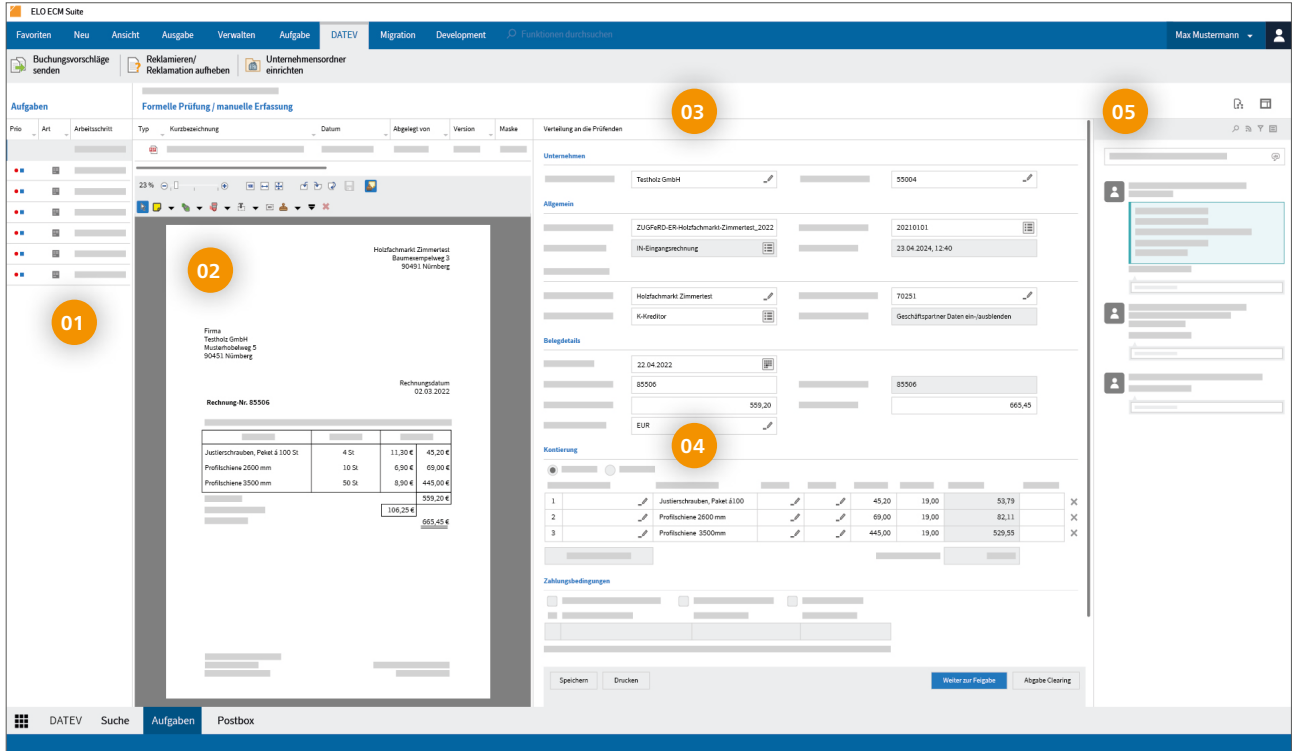 ELO ECM Suite
Favoriten Neu Ansicht Ausgabe Verwalten Aufgabe DATEV Migration Development Funktionen durchsuchen Max Mustermann
Buchungsvorschläge senden
Reklamieren/ Reklamation aufheben
Unternehmensordner einrichten
Aufgaben
Formelle Prüfung / manuelle Erfassung
03
05
Prio Art Arbeitsschritt
Typ Kurzbezeichnung Datum Abgelegt von Version Maske
Verteilung an die Prüfenden
Unternehmen
Testholz GmbH 55004
23 %
Allgemein
ZUGFeRD-ER-Holzfachmarkt-Zimmertest_2022 20210101
IN-Eingangsrechnung 23.04.2024, 12:40
Holzfachmarkt Zimmertest 70251
K-Kreditor Geschäftspartner Daten ein-/ausblenden
Belegdetails
22.04.2022
85506 85506
559,20 665,45
EUR
04
Kontierung
1 Justierschrauben, Paket á100 45,20 19,00 53,79
2 Profilschiene 2600 mm 69,00 19,00 82,11
3 Profilschiene 3500mm 445,00 19,00 529,55
Zahlungsbedingungen
Speichern Drucken Weiter zur Feigabe Abgabe Clearing
01
02
Holzfachmarkt Zimmertest
Baumexempelweg 3
90491 Nürnberg
Firma
Testholz GmbH
Musterhobelweg 5
90451 Nürnberg
Rechnungsdatum
02.03.2022
Rechnung-Nr. 85506
Justierschrauben, Peket á 100 St 4 St 11,30 € 45,20 €
Profilschiene 2600 mm 10 St 6,90 € 69,00 €
Profilschiene 3500 mm 50 St 8,90 € 445,00 €
559,20 €
106,25 €
665,45 €
DATEV Suche Aufgaben Postbox